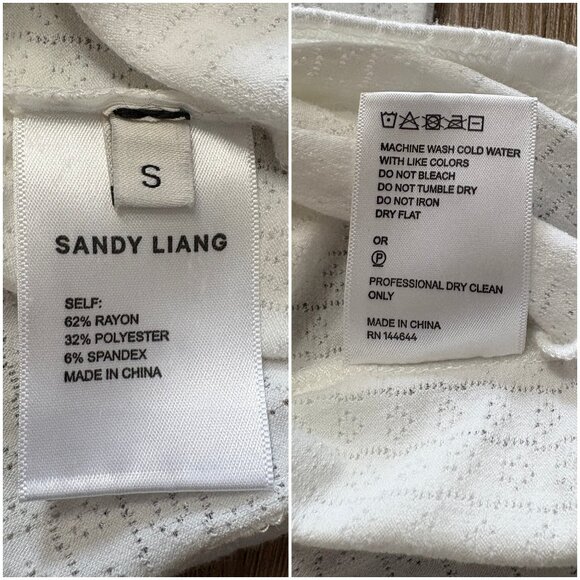 S
SANDY LIANG
SELF:
62% RAYON
32% POLYESTER
6% SPANDEX
MADE IN CHINA
MACHINE WASH COLD WATER
WITH LIKE COLORS
DO NOT BLEACH
DO NOT TUMBLE DRY
DO NOT IRON
DRY FLAT
OR
P
PROFESSIONAL DRY CLEAN
ONLY
MADE IN CHINA
RN 144644